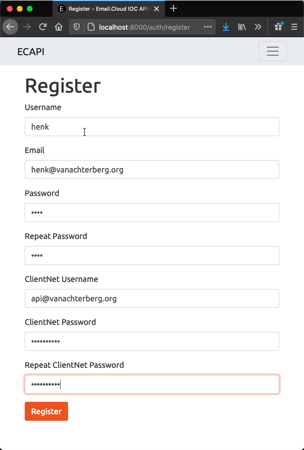 Register - Email.Cloud IOC API
localhost:8000/auth/register
ECAPI
Register
Username
henk
Email
henk@vanachterberg.org
Password
••••
Repeat Password
••••
ClientNet Username
api@vanachterberg.org
ClientNet Password
••••••••••
Repeat ClientNet Password
••••••••••
Register